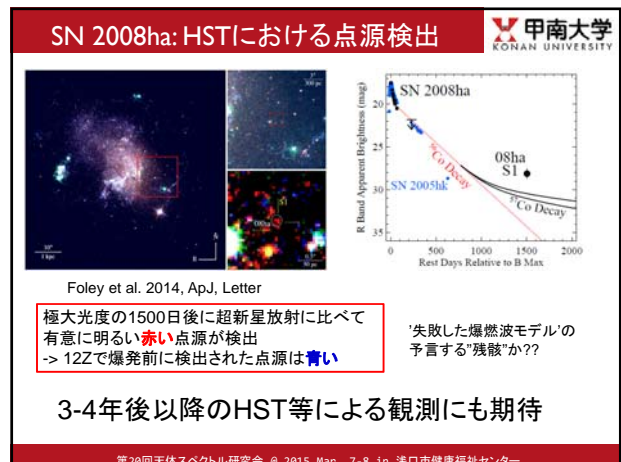 SN 2008ha: HSTにおける点源検出
甲南大学
KONAN UNIVERSITY
SN 2008ha
08ha
S1
SN 2005hk
56Co Decay
57Co Decay
R Band Apparent Brightness (mag)
20
25
30
35
0
500
1000
1500
2000
Rest Days Relative to B Max
10"
1 kpc
Foley et al. 2014, ApJ, Letter
極大光度の1500日後に超新星放射に比べて
有意に明るい赤い点源が検出
-> 12Zで爆発前に検出された点源は青い
'失敗した爆燃波モデル'の
予言する"残骸"か??
3-4年後以降のHST等による観測にも期待
第20回天体スペクトル研究会 @ 2015 Mar. 7-8 in 浅口市健康福祉センター